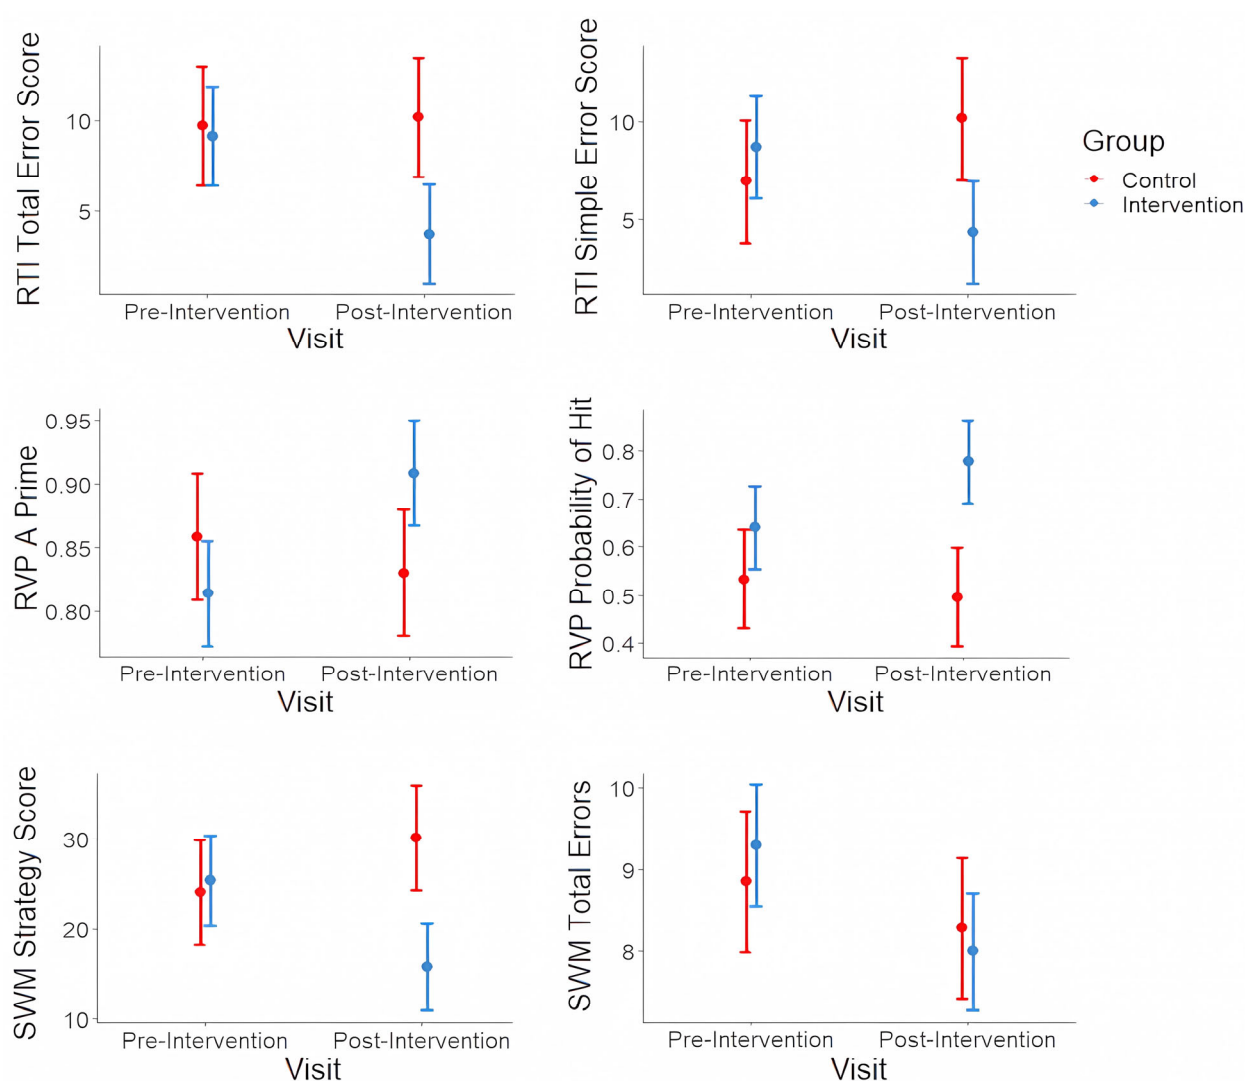 RTI Total Error Score
10
5
Pre-Intervention Post-Intervention
Visit
RTI Simple Error Score
10
5
Pre-Intervention Post-Intervention
Visit
Group
Control
Intervention
RVP A Prime
0.95
0.90
0.85
0.80
Pre-Intervention Post-Intervention
Visit
RVP Probability of Hit
0.8
0.7
0.6
0.5
0.4
Pre-Intervention Post-Intervention
Visit
SWM Strategy Score
30
20
10
Pre-Intervention Post-Intervention
Visit
SWM Total Errors
10
9
8
Pre-Intervention Post-Intervention
Visit